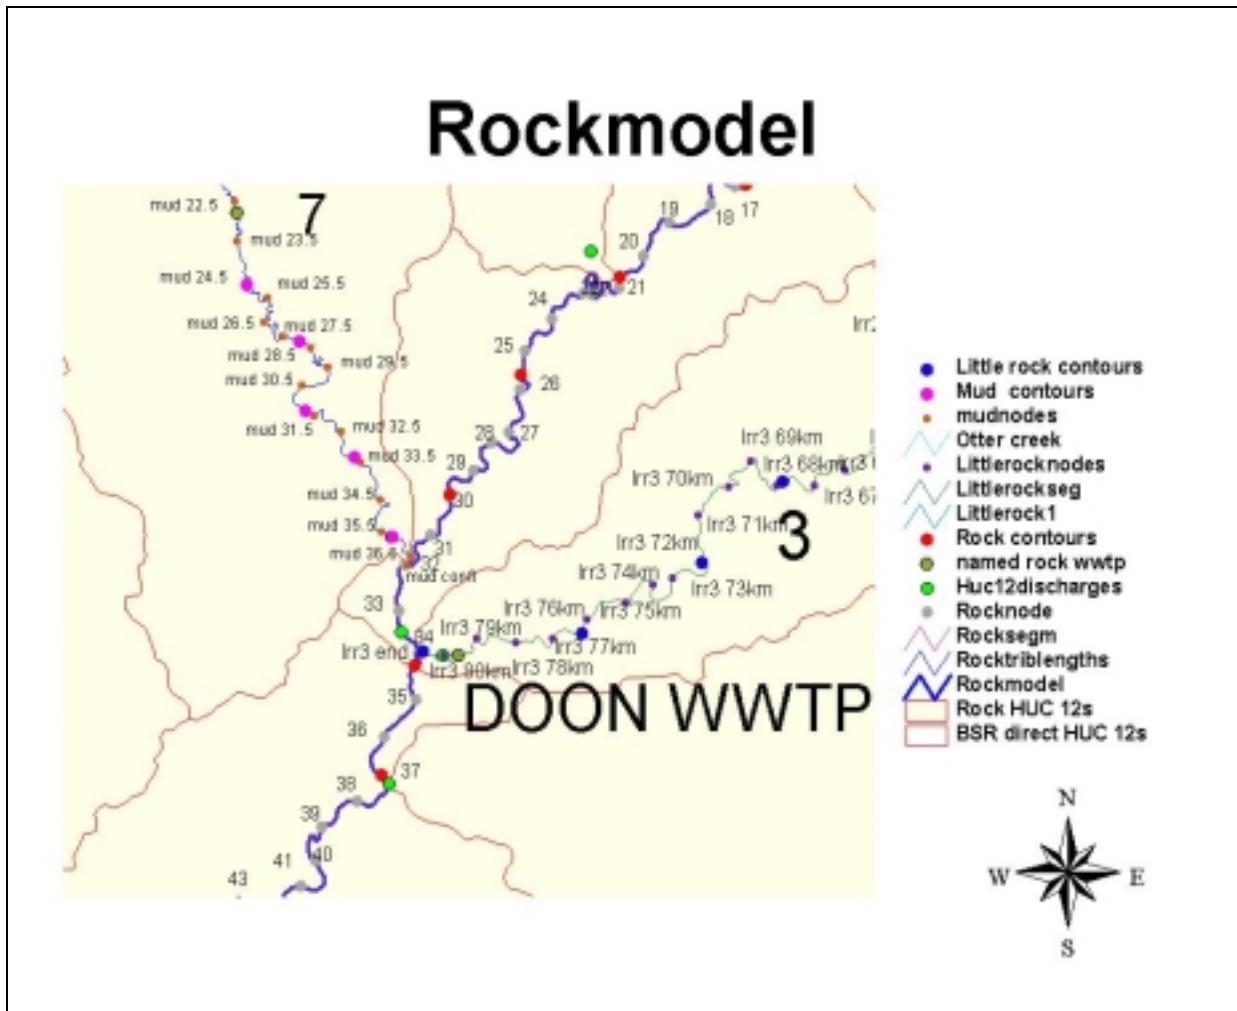 Rockmodel
mud 22.5
7
19
18
17
mud 23.5
20
mud 24.5
mud 25.5
21
24
mud 26.5
mud 27.5
25
mud 28.5
mud 29.5
mud 30.5
26
mud 31.5
mud 32.5
28
27
lrr3 69km
mud 33.5
29
lrr3 68km
lrr3 70km
mud 34.5
30
lrr3 67
mud 35.5
lrr3 71km
3
31
lrr3 72km
32
mud conf
lrr3 74km
lrr3 73km
33
lrr3 76km
lrr3 75km
34
lrr3 79km
lrr3 end
lrr3 77km
lrr3 80km
lrr3 78km
35
DOON WWTP
36
37
38
39
40
41
43
Little rock contours
Mud contours
mudnodes
Otter creek
Littlerocknodes
Littlerockseg
Littlerock1
Rock contours
named rock wwtp
Huc12discharges
Rocknode
Rocksegm
Rocktriblengths
Rockmodel
Rock HUC 12s
BSR direct HUC 12s
N
W
E
S